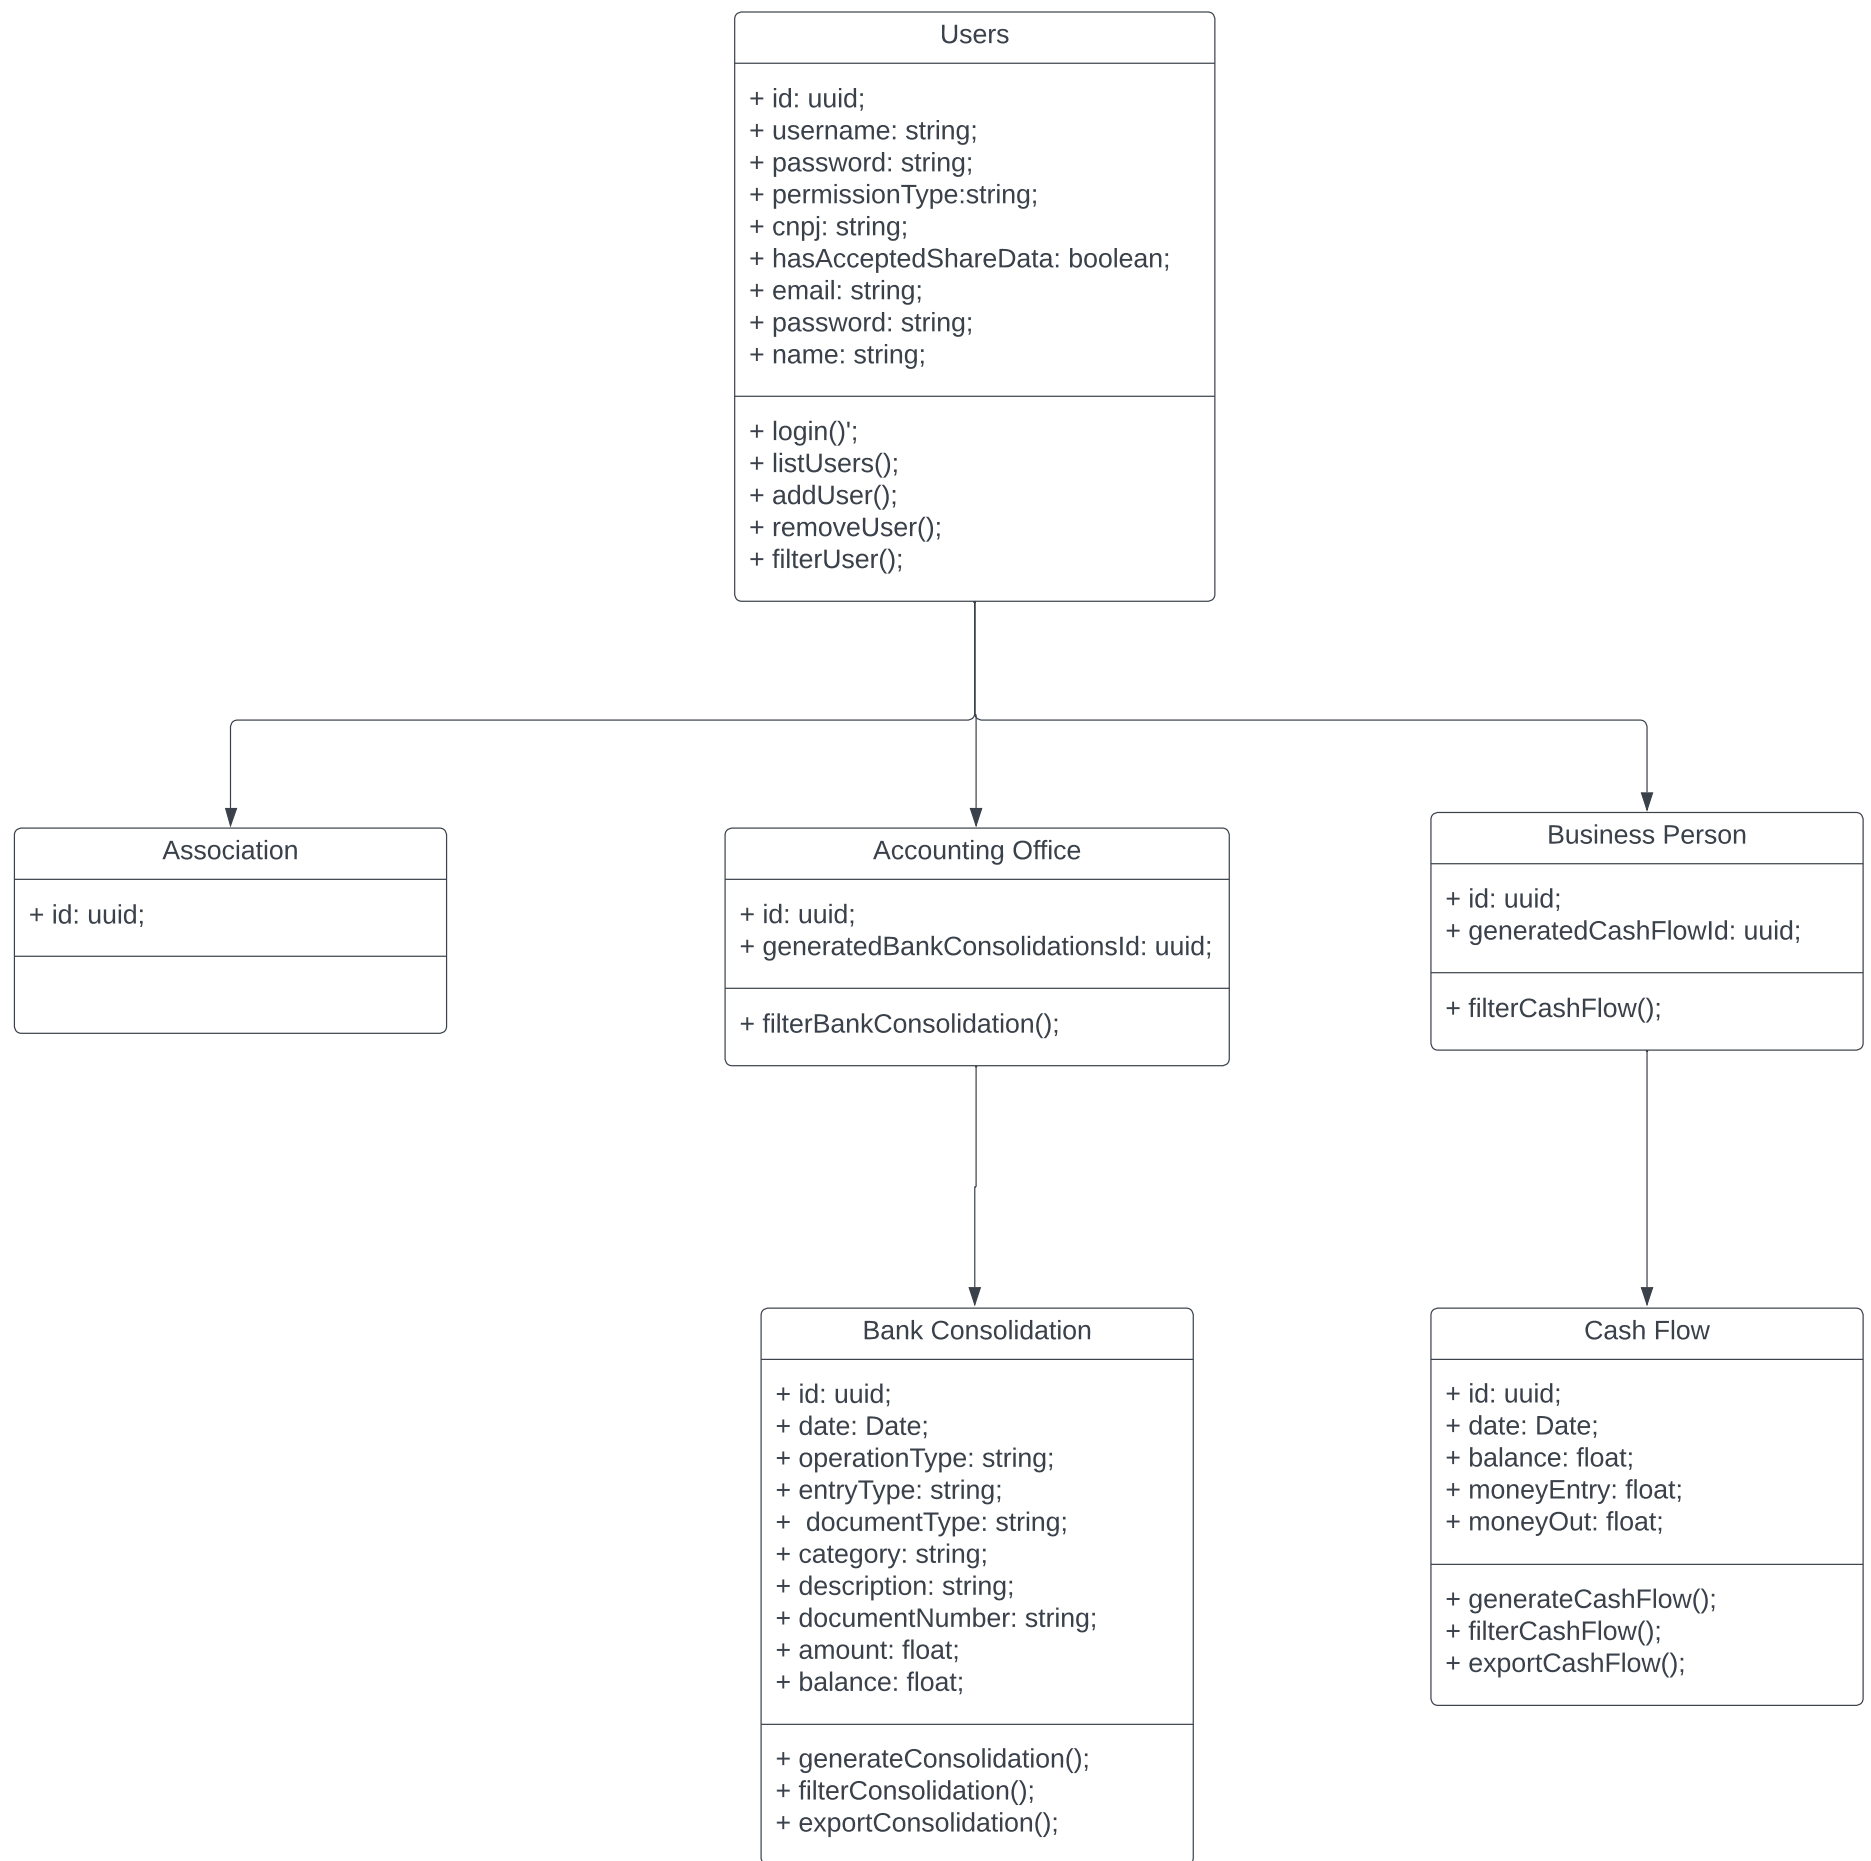 Users
+ id: uuid;
+ username: string;
+ password: string;
+ permissionType:string;
+ cnpj: string;
+ hasAcceptedShareData: boolean;
+ email: string;
+ password: string;
+ name: string;
+ login()';
+ listUsers();
+ addUser();
+ removeUser();
+ filterUser();
Association
+ id: uuid;
Accounting Office
+ id: uuid;
+ generatedBankConsolidationsId: uuid;
+ filterBankConsolidation();
Business Person
+ id: uuid;
+ generatedCashFlowId: uuid;
+ filterCashFlow();
Bank Consolidation
+ id: uuid;
+ date: Date;
+ operationType: string;
+ entryType: string;
+  documentType: string;
+ category: string;
+ description: string;
+ documentNumber: string;
+ amount: float;
+ balance: float;
+ generateConsolidation();
+ filterConsolidation();
+ exportConsolidation();
Cash Flow
+ id: uuid;
+ date: Date;
+ balance: float;
+ moneyEntry: float;
+ moneyOut: float;
+ generateCashFlow();
+ filterCashFlow();
+ exportCashFlow();